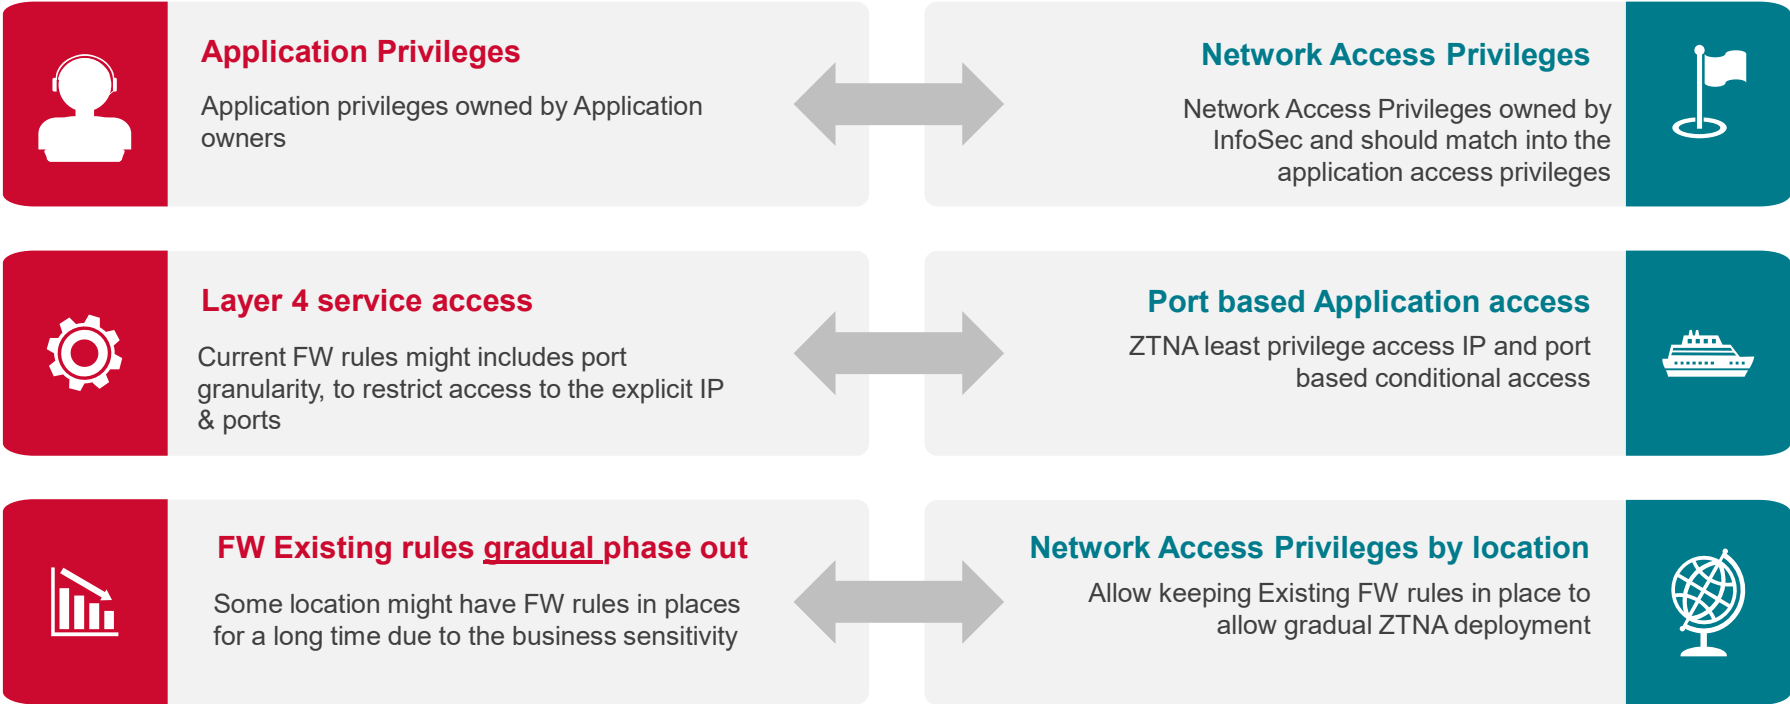 Application Privileges
Application privileges owned by Application
owners
Network Access Privileges
Network Access Privileges owned by
InfoSec and should match into the
application access privileges
Layer 4 service access
Current FW rules might includes port
granularity, to restrict access to the explicit IP
& ports
Port based Application access
ZTNA least privilege access IP and port
based conditional access
FW Existing rules gradual phase out
Some location might have FW rules in places
for a long time due to the business sensitivity
Network Access Privileges by location
Allow keeping Existing FW rules in place to
allow gradual ZTNA deployment